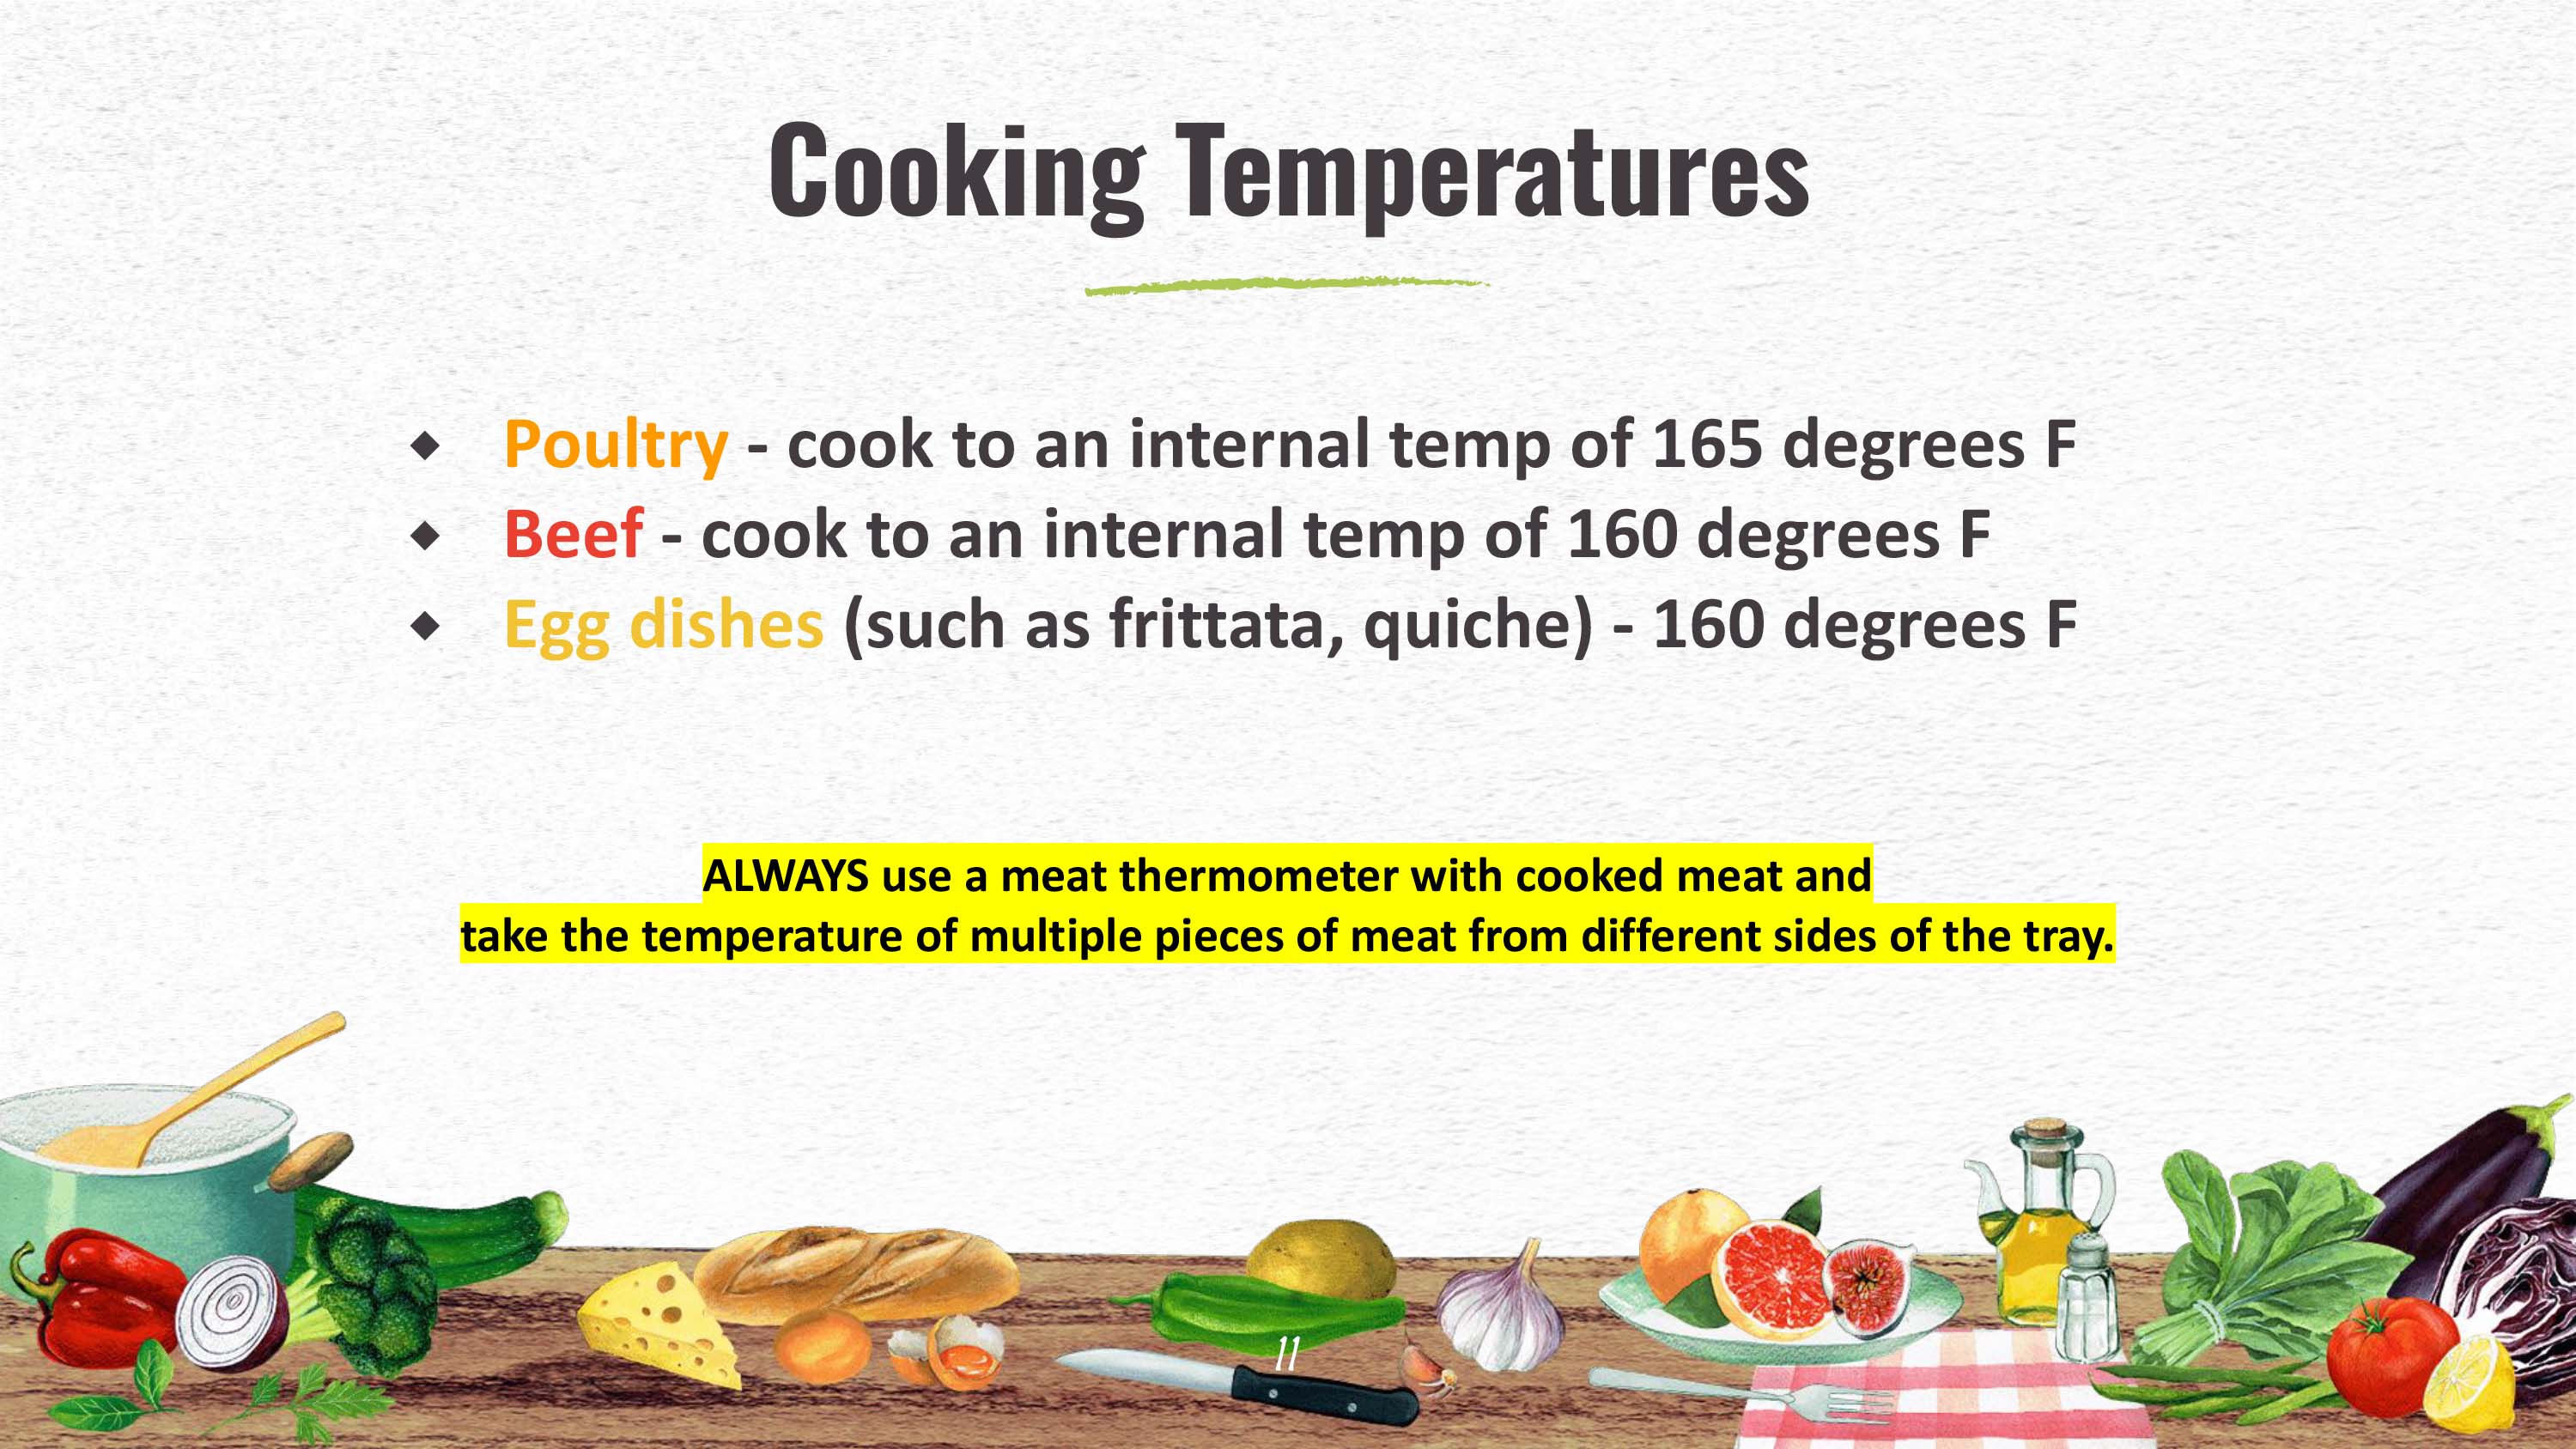 Cooking Temperatures
◆ Poultry - cook to an internal temp of 165 degrees F
◆ Beef - cook to an internal temp of 160 degrees F
◆ Egg dishes (such as frittata, quiche) - 160 degrees F
ALWAYS use a meat thermometer with cooked meat and
take the temperature of multiple pieces of meat from different sides of the tray.
11